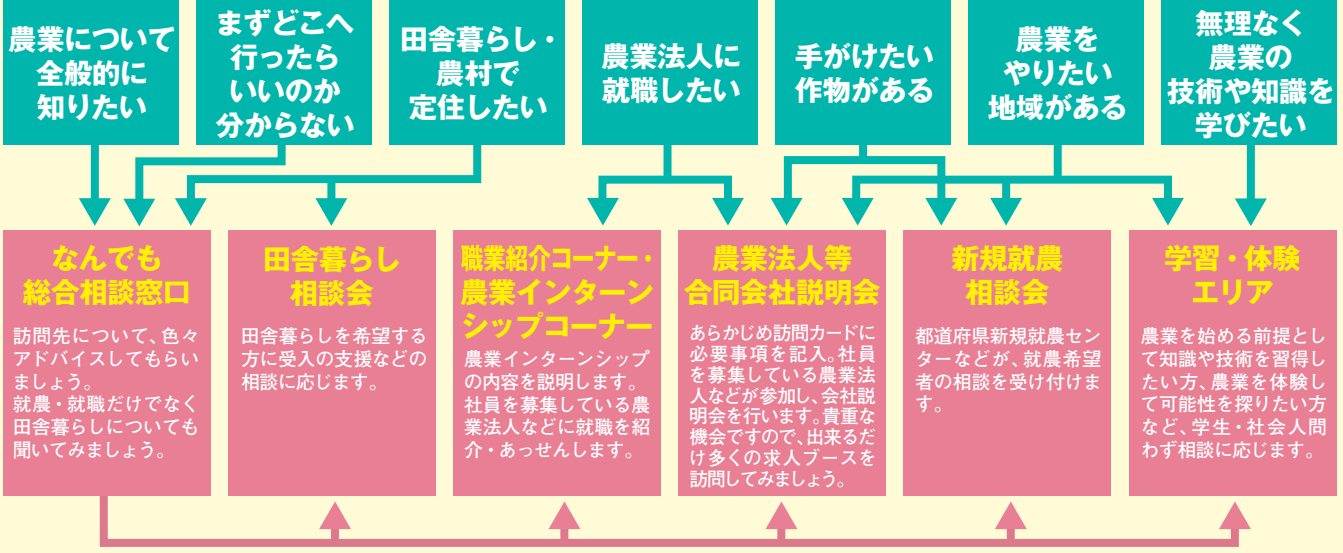 農業について
全般的に
知りたい
まずどこへ
行ったら
いいのか
分からない
田舎暮らし・
農村で
定住したい
農業法人に
就職したい
手がけたい
作物がある
農業を
やりたい
地域がある
無理なく
農業の
技術や知識を
学びたい
なんでも
総合相談窓口
訪問先について、色々
アドバイスしてもらい
ましょう。
就農・就職だけでなく
田舎暮らしについても
聞いてみましょう。
田舎暮らし
相談会
田舎暮らしを希望する
方に受入の支援などの
相談に応じます。
職業紹介コーナー・
農業インターン
シップコーナー
農業インターンシップ
の内容を説明します。
社員を募集している農
業法人などに就職を紹
介・あっせんします。
農業法人等
合同会社説明会
あらかじめ訪問カードに
必要事項を記入。社員
を募集している農業法
人などが参加し、会社説
明会を行います。貴重な
機会ですので、出来るだ
け多くの求人ブースを
訪問してみましょう。
新規就農
相談会
都道府県新規就農セン
ターなどが、就農希望
者の相談を受け付けま
す。
学習・体験
エリア
農業を始める前提とし
て知識や技術を習得し
たい方、農業を体験し
て可能性を探りたい方
など、学生・社会人問
わず相談に応じます。